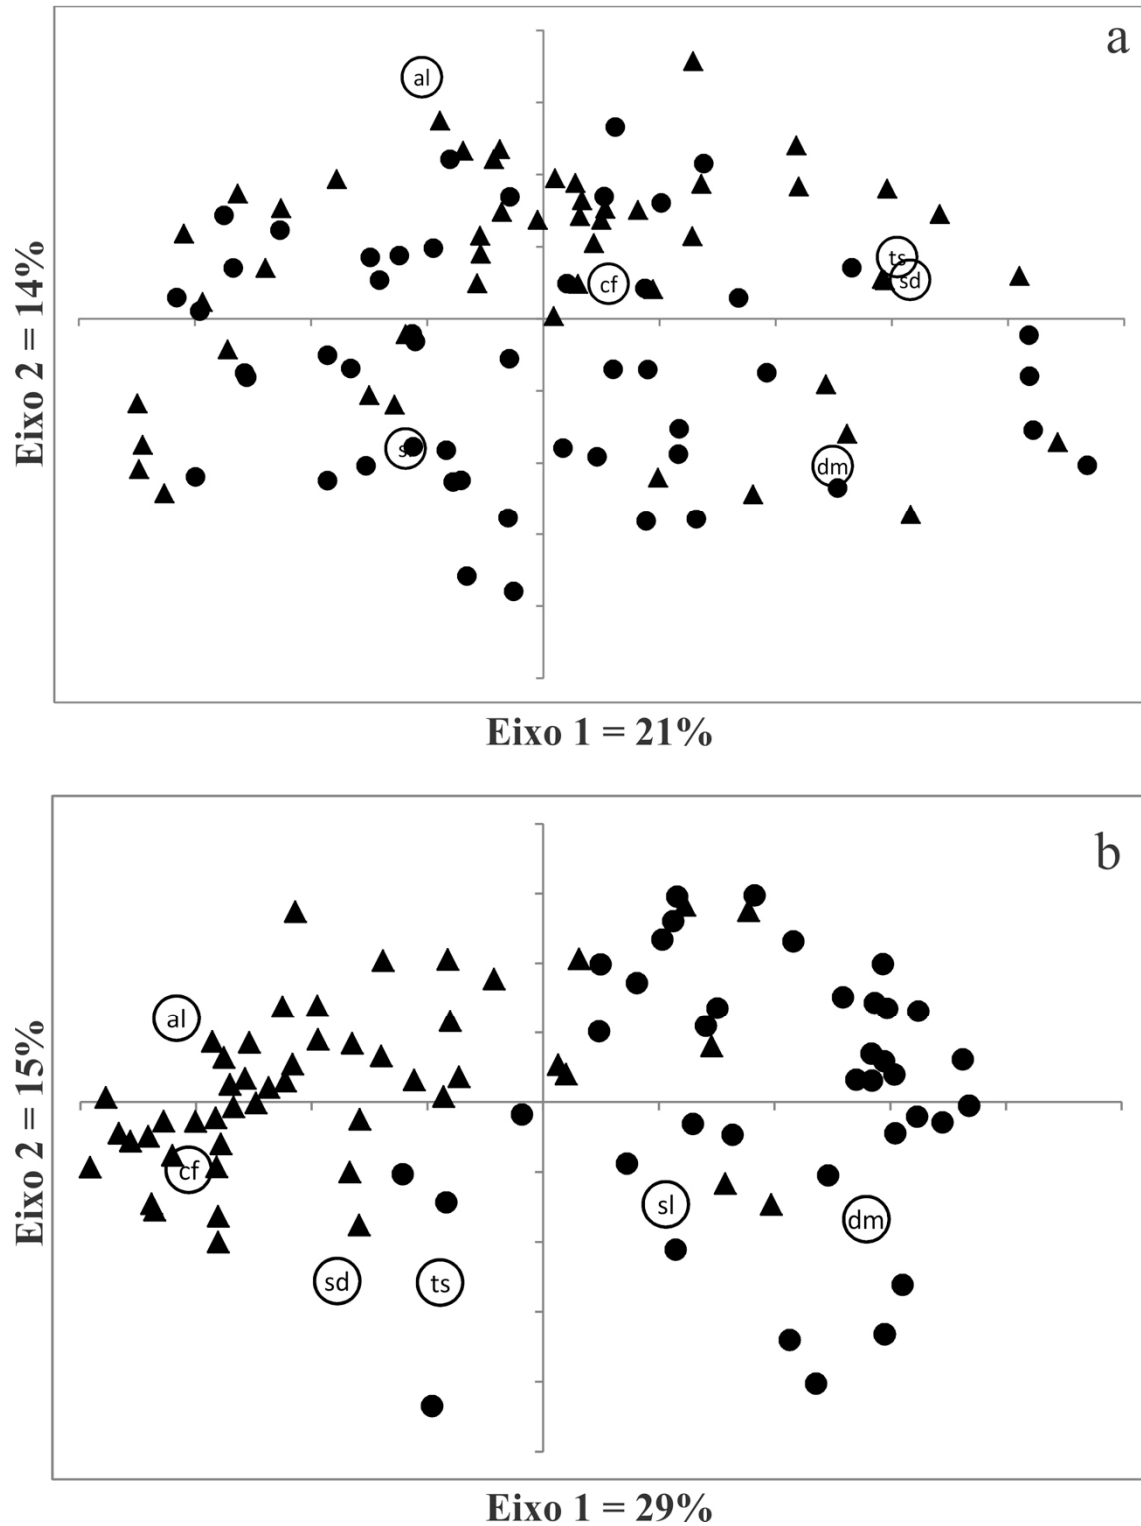 a
al
ts
sd
cf
dm
Eixo 2 = 14%
Eixo 1 = 21%
b
al
cf
sl
dm
sd
ts
Eixo 2 = 15%
Eixo 1 = 29%